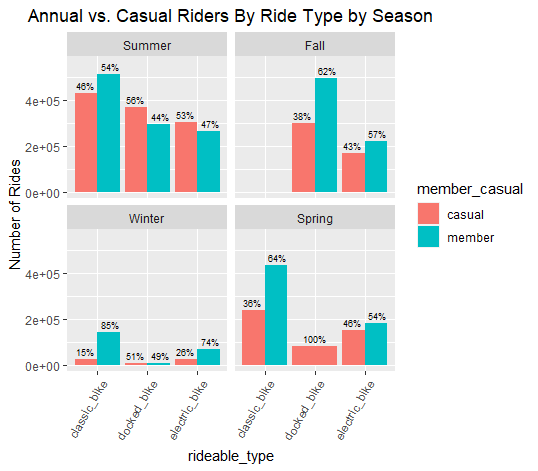 Annual vs. Casual Riders By Ride Type by Season
Summer
Fall
46%
54%
56%
44%
53%
47%
38%
62%
43%
57%
4e+05
2e+05
0e+00
Winter
Spring
15%
85%
51%
49%
26%
74%
36%
64%
100%
46%
54%
4e+05
2e+05
0e+00
Number of Rides
classic_bike
docked_bike
electric_bike
classic_bike
docked_bike
electric_bike
rideable_type
member_casual
casual
member